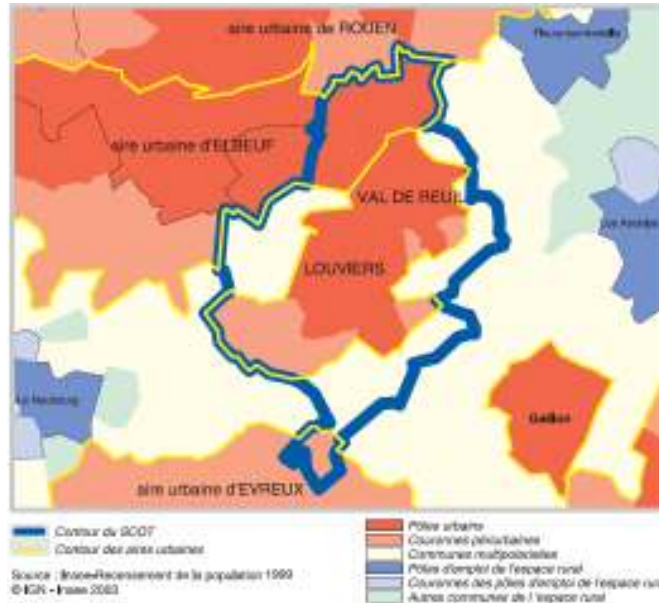 aire urbaine de ROUEN
aire urbaine d'ELBEUF
VAL DE REUIL
LOUVIERS
Gaillon
aire urbaine d'EVREUX
Contour du SCOT
Contour des aires urbaines
Source : Insee-Recensement de la population 1999
© IGN - Insee 2003
Pôles urbains
Couronnes périurbaines
Communes multipolarisées
Pôles d'emploi de l'espace rural
Couronnes des pôles d'emploi de l'espace rural
Autres communes de l'espace rural